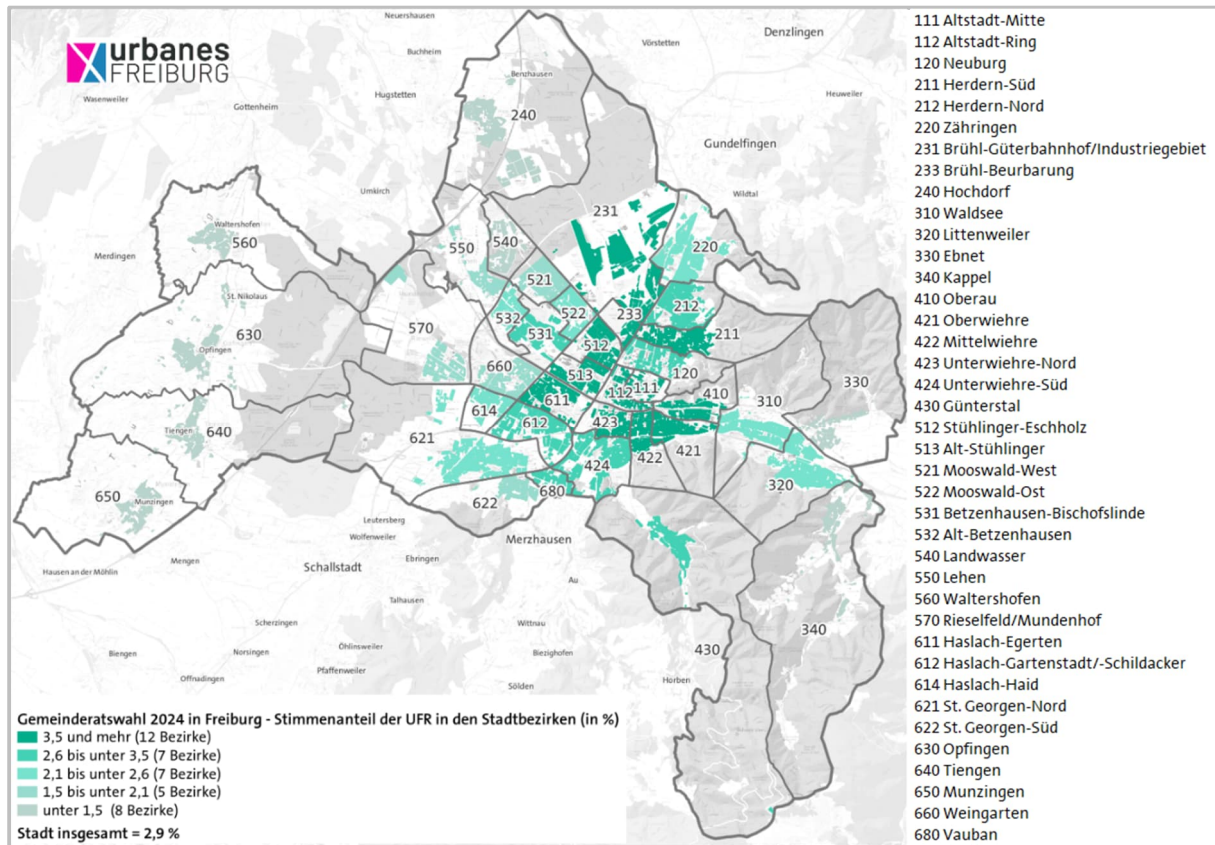 urbanes
FREIBURG
Neuershausen
Buchheim
Vörstetten
Denzlingen
Benzhausen
Wasenweiler
Gottenheim
Hugstetten
Heuweiler
240
Gundelfingen
Umkirch
Wildtal
231
Waltershofen
560
550
540
220
Merdingen
521
St. Nikolaus
212
532
522
233
630
570
531
211
512
Opfingen
660
513
120
111
112
410
330
310
611
614
612
423
Tiengen
640
621
422
421
424
320
650
Munzingen
622
680
Leutersberg
Wolfenweiler
Merzhausen
Mengen
Ebringen
Hausen an der Möhlin
Schallstadt
Au
Talhausen
Scherzingen
Wittnau
340
Öhlinsweiler
Biengen
Norsingen
Biezighofen
430
Pfaffenweiler
Offnadingen
Sölden
Horben
Gemeinderatswahl 2024 in Freiburg - Stimmenanteil der UFR in den Stadtbezirken (in %)
3,5 und mehr (12 Bezirke)
2,6 bis unter 3,5 (7 Bezirke)
2,1 bis unter 2,6 (7 Bezirke)
1,5 bis unter 2,1 (5 Bezirke)
unter 1,5 (8 Bezirke)
Stadt insgesamt = 2,9 %
111 Altstadt-Mitte
112 Altstadt-Ring
120 Neuburg
211 Herdern-Süd
212 Herdern-Nord
220 Zähringen
231 Brühl-Güterbahnhof/Industriegebiet
233 Brühl-Beurbarung
240 Hochdorf
310 Waldsee
320 Littenweiler
330 Ebnet
340 Kappel
410 Oberau
421 Oberwiehre
422 Mittelwiehre
423 Unterwiehre-Nord
424 Unterwiehre-Süd
430 Günterstal
512 Stühlinger-Eschholz
513 Alt-Stühlinger
521 Mooswald-West
522 Mooswald-Ost
531 Betzenhausen-Bischofslinde
532 Alt-Betzenhausen
540 Landwasser
550 Lehen
560 Waltershofen
570 Rieselfeld/Mundenhof
611 Haslach-Egerten
612 Haslach-Gartenstadt/-Schildacker
614 Haslach-Haid
621 St. Georgen-Nord
622 St. Georgen-Süd
630 Opfingen
640 Tiengen
650 Munzingen
660 Weingarten
680 Vauban